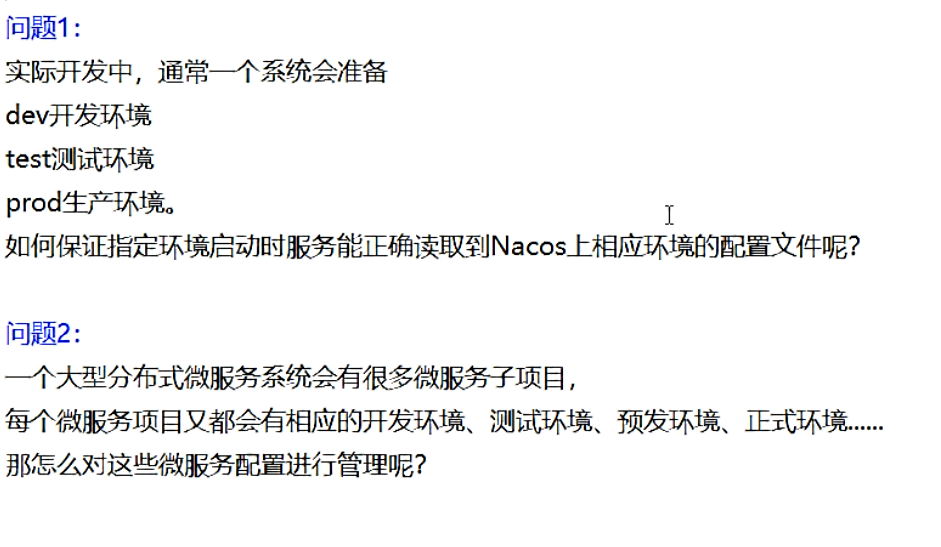 问题1:
实际开发中，通常一个系统会准备
dev开发环境
test测试环境
prod生产环境。
如何保证指定环境启动时服务能正确读取到Nacos上相应环境的配置文件呢?
问题2:
一个大型分布式微服务系统会有很多微服务子项目，
每个微服务项目又都会有相应的开发环境、测试环境、预发环境、正式环境......
那怎么对这些微服务配置进行管理呢?